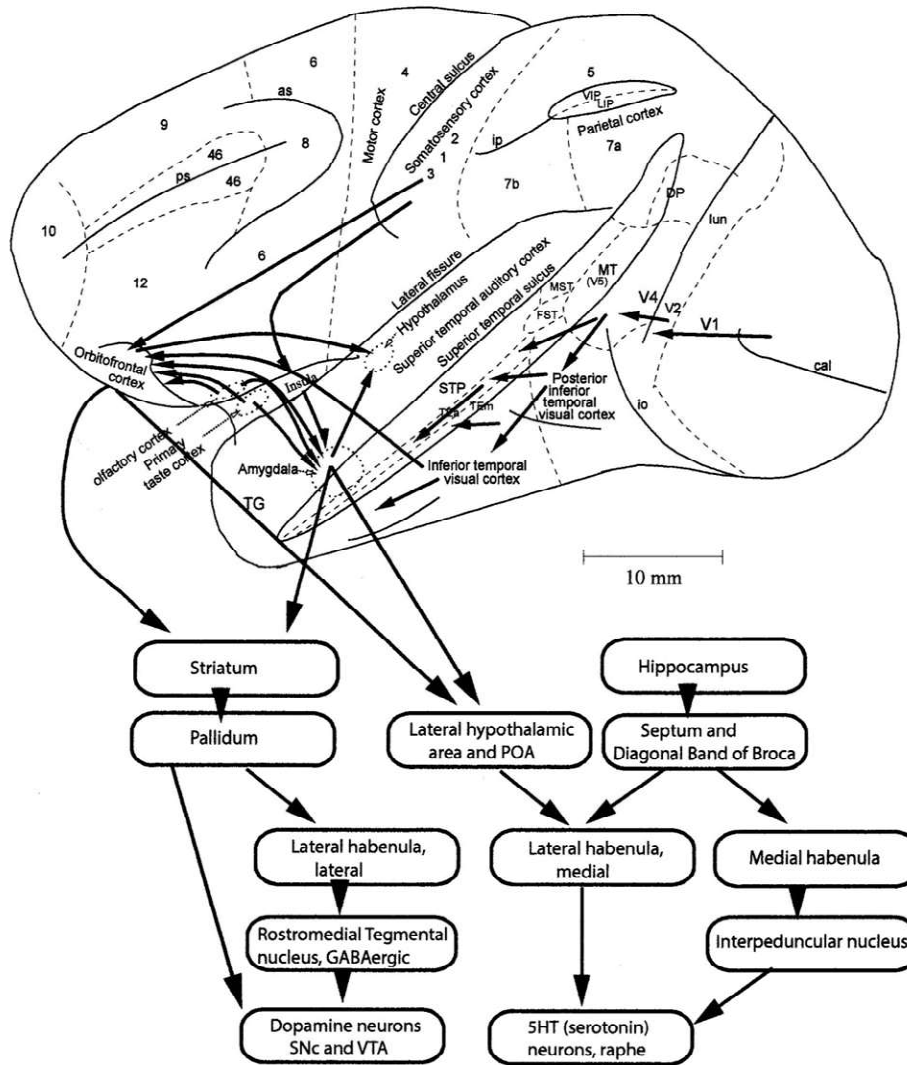 6
4
5
as
Central sulcus
Somatosensory cortex
Motor cortex
VIP
LIP
Parietal cortex
9
46
8
ps
46
ip
2
1
3
7a
7b
DP
10
lun
12
6
Lateral fissure
Hypothalamus
Superior temporal auditory cortex
Superior temporal sulcus
MT
(V5)
MST
FST
V4
V2
V1
Orbitofrontal
cortex
Insula
cal
STP
TEa
TEm
Posterior
inferior
temporal
visual cortex
io
olfactory cortex
Primary
taste cortex
Amygdala
Inferior temporal
visual cortex
TG
10 mm
Striatum
Hippocampus
Pallidum
Lateral hypothalamic
area and POA
Septum and
Diagonal Band of Broca
Lateral habenula,
lateral
Lateral habenula,
medial
Medial habenula
Rostromedial Tegmental
nucleus, GABAergic
Interpeduncular nucleus
Dopamine neurons
SNc and VTA
5HT (serotonin)
neurons, raphe